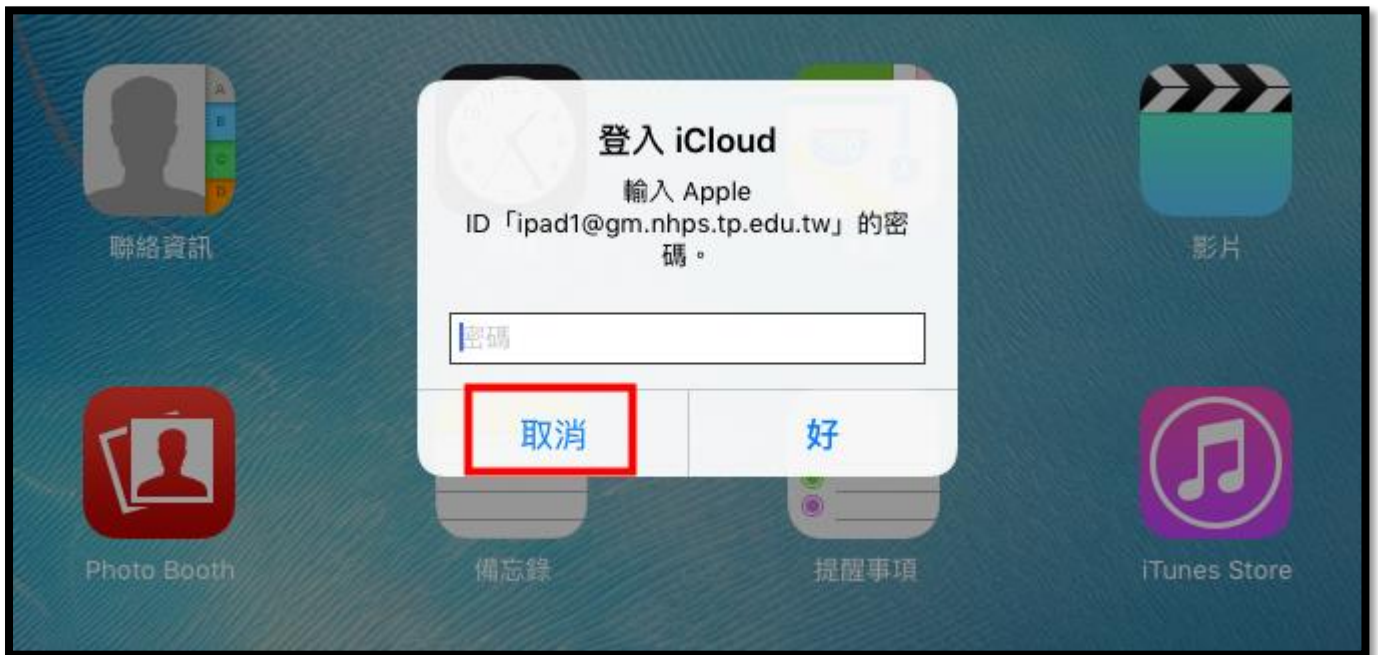 登入 iCloud
輸入 Apple
ID「ipad1@gm.nhps.tp.edu.tw」的密
碼。
密碼
取消
好
A
B
C
D
聯絡資訊
影片
Photo Booth
備忘錄
提醒事項
iTunes Store